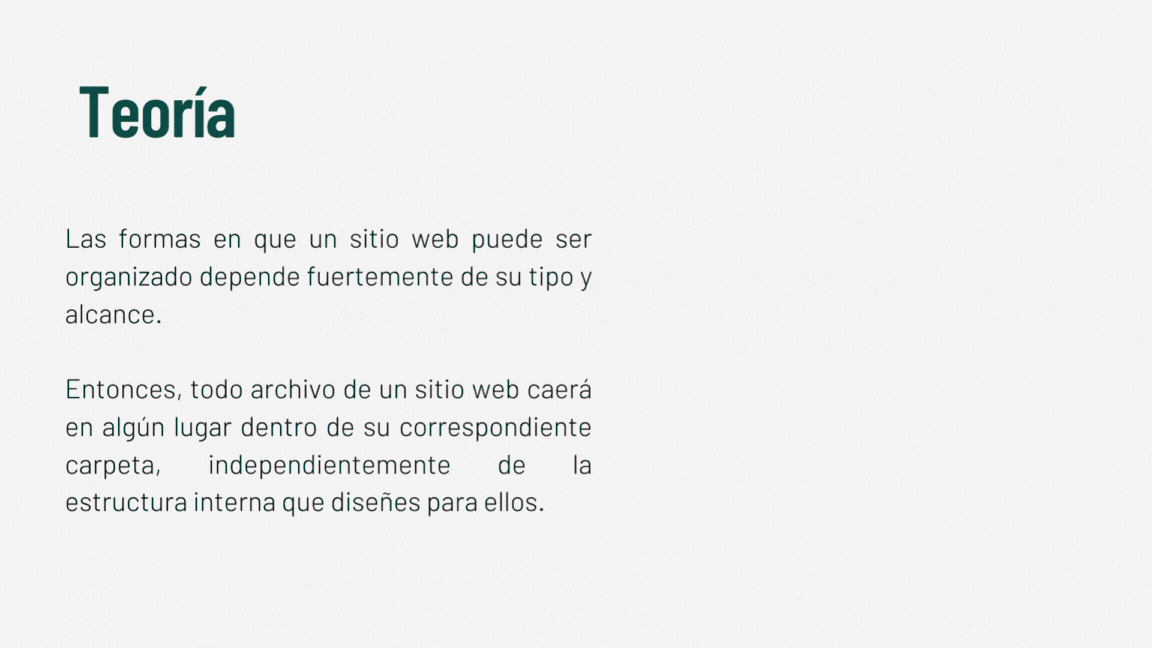 Teoría
Las formas en que un sitio web puede ser
organizado depende fuertemente de su tipo y
alcance.
Entonces, todo archivo de un sitio web caerá
en algún lugar dentro de su correspondiente
carpeta, independientemente de la
estructura interna que diseñes para ellos.